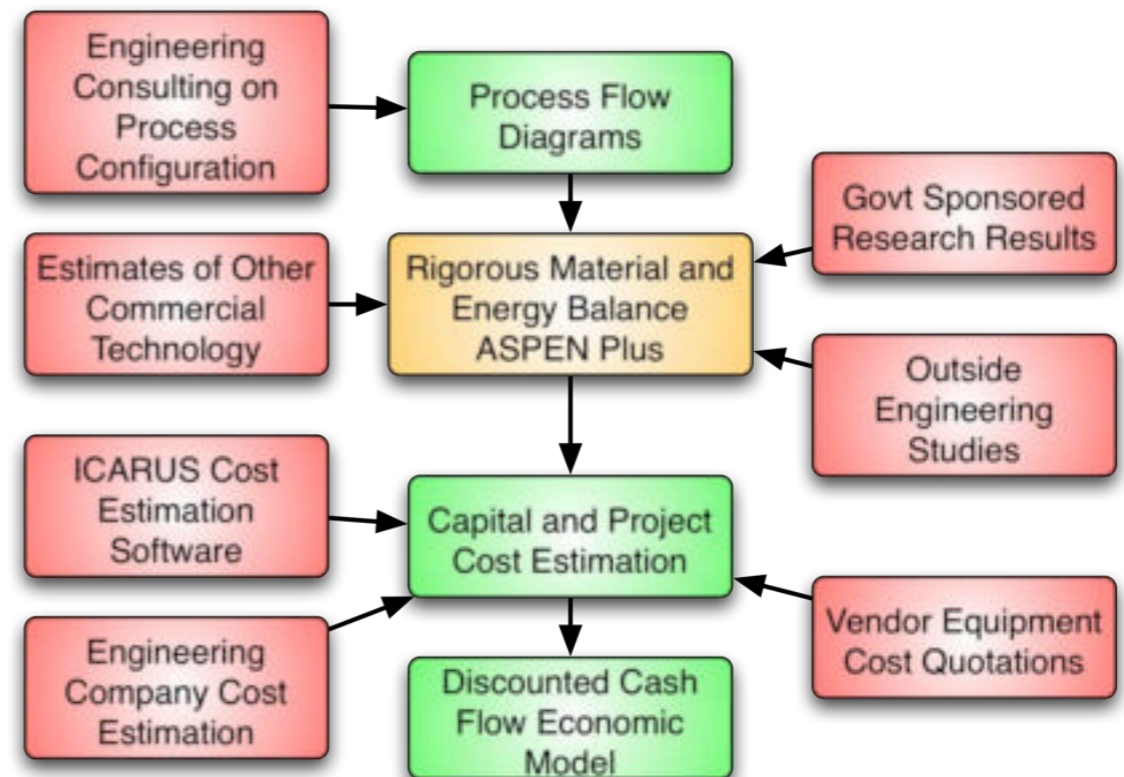 Engineering
Consulting on
Process
Configuration
Process Flow
Diagrams
Govt Sponsored
Research Results
Estimates of Other
Commercial
Technology
Rigorous Material and
Energy Balance
ASPEN Plus
Outside
Engineering
Studies
ICARUS Cost
Estimation
Software
Capital and Project
Cost Estimation
Vendor Equipment
Cost Quotations
Engineering
Company Cost
Estimation
Discounted Cash
Flow Economic
Model